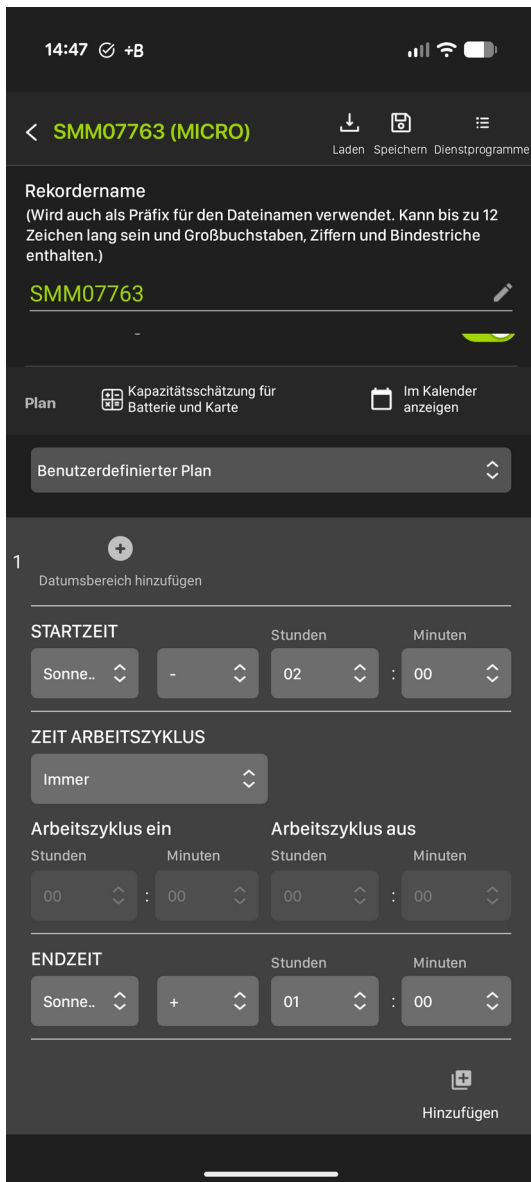 14:47 +B
SMM07763 (MICRO)
Laden Speichern Dienstprogramme
Rekordername
(Wird auch als Präfix für den Dateinamen verwendet. Kann bis zu 12
Zeichen lang sein und Großbuchstaben, Ziffern und Bindestriche
enthalten.)
SMM07763
Plan
Kapazitätsschätzung für
Batterie und Karte
Im Kalender
anzeigen
Benutzerdefinierter Plan
1
Datumsbereich hinzufügen
STARTZEIT Stunden Minuten
Sonne.. - 02 : 00
ZEIT ARBEITSZYKLUS
Immer
Arbeitszyklus ein Arbeitszyklus aus
Stunden Minuten Stunden Minuten
00 : 00 00 : 00
ENDZEIT Stunden Minuten
Sonne.. + 01 : 00
Hinzufügen